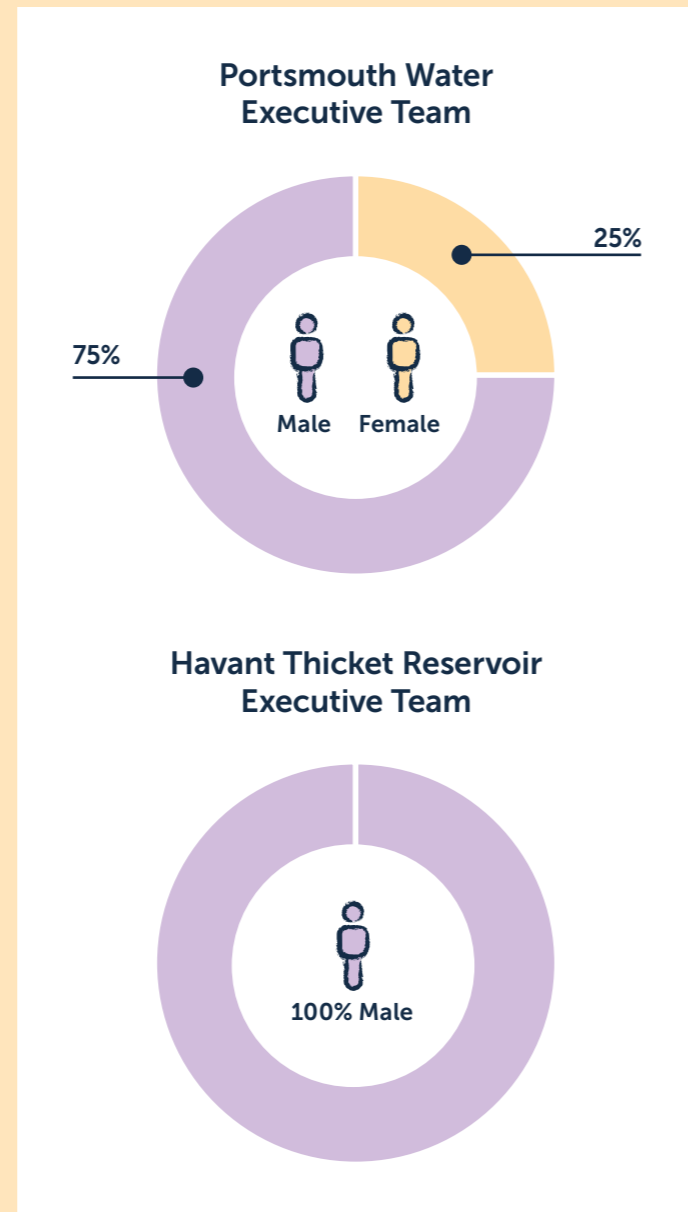 Portsmouth Water
Executive Team
25%
75%
Male Female
Havant Thicket Reservoir
Executive Team
100% Male